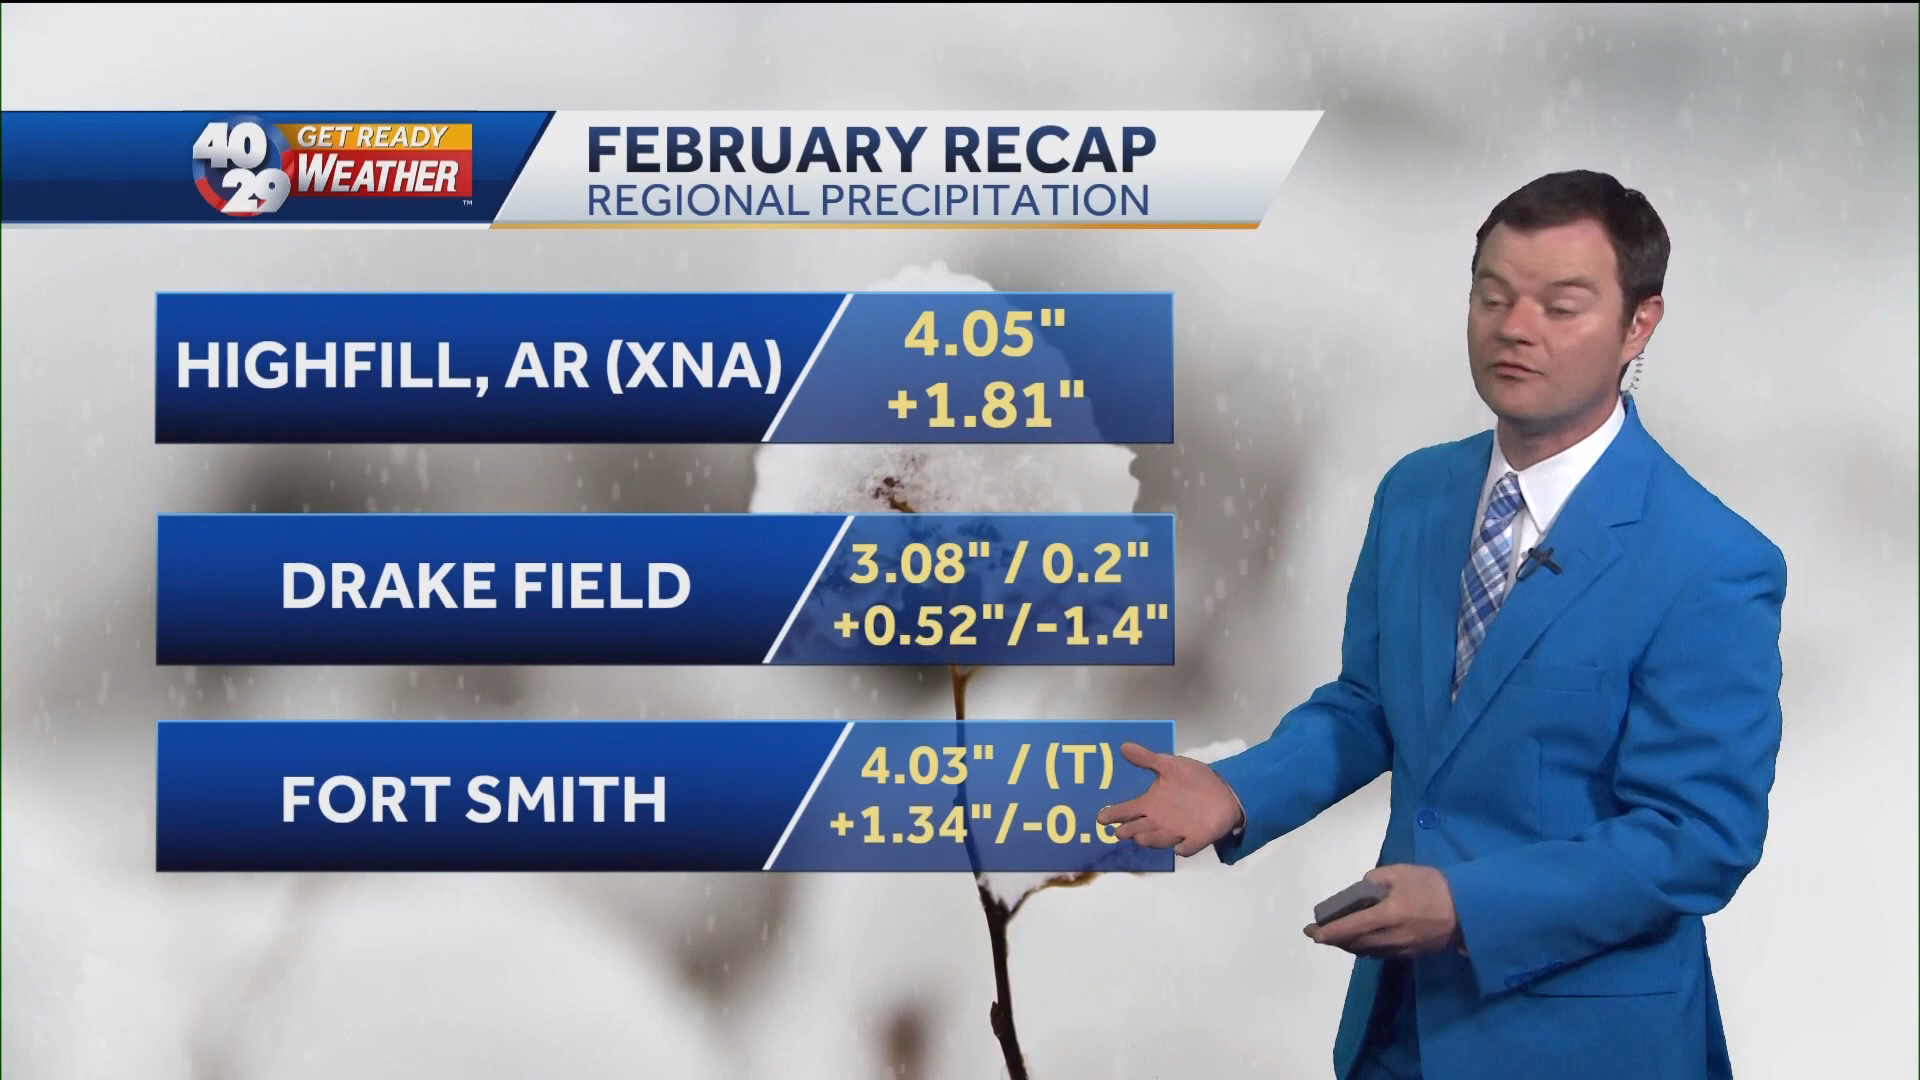 40
29
GET READY
WEATHER
™
FEBRUARY RECAP
REGIONAL PRECIPITATION
HIGHFILL, AR (XNA)
4.05"
+1.81"
DRAKE FIELD
3.08" / 0.2"
+0.52"/-1.4"
FORT SMITH
4.03" / (T)
+1.34"/-0.